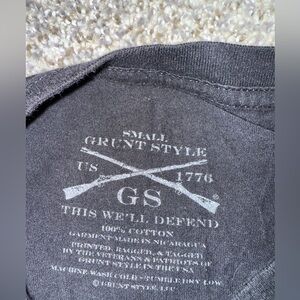 SMALL
GRUNT STYLE
US 1776
GS ®
THIS WE'LL DEFEND
100% COTTON
GARMENT MADE IN NICARAGUA
PRINTED, BAGGED, & TAGGED
BY THE VETERANS & PATRIOTS OF
GRUNT STYLE IN THE USA
MACHINE WASH COLD · TUMBLE DRY LOW
© GRUNT STYLE, LLC